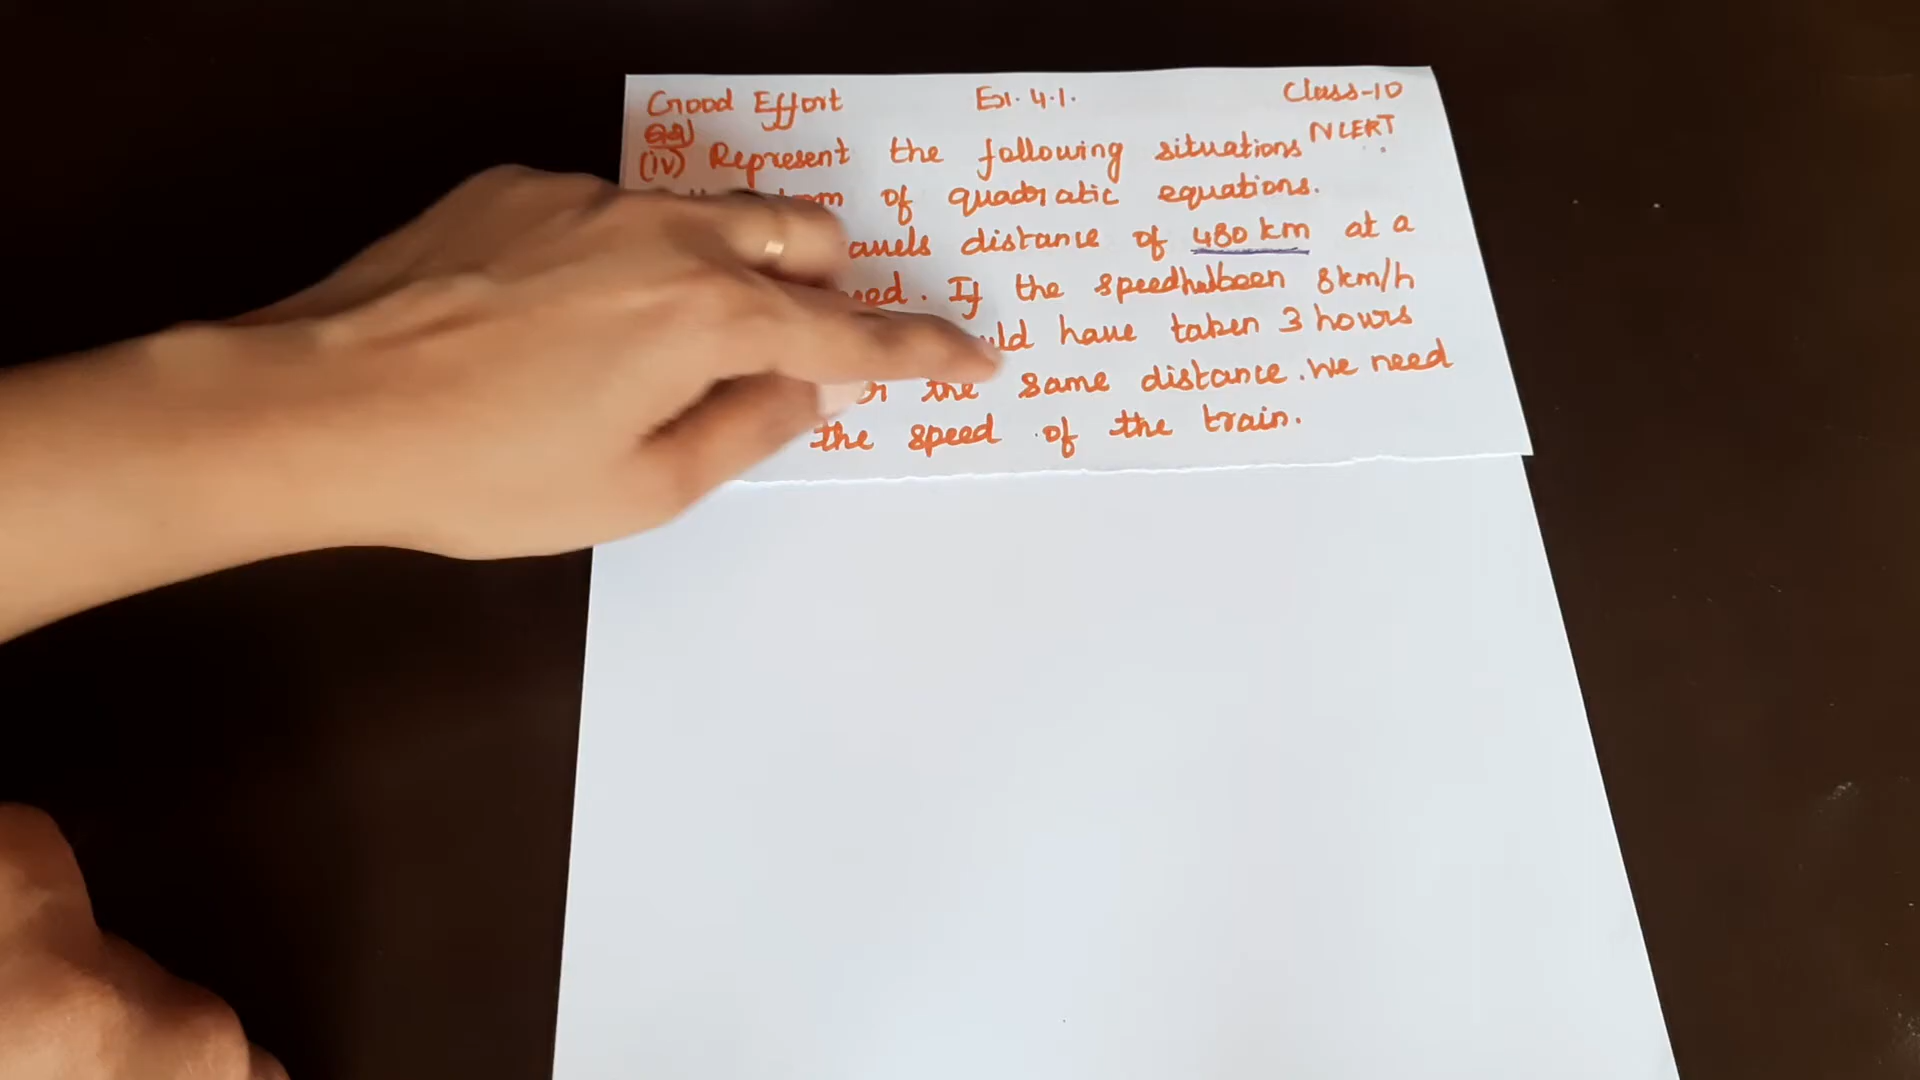 Good Effort Ex. 4.1. Class-10
NCERT
(iv) Represent the following situations
of quadratic equations.
distance of 480 km at a
If the speed had been 8km/h
have taken 3 hours
the same distance. We need
the speed of the train.